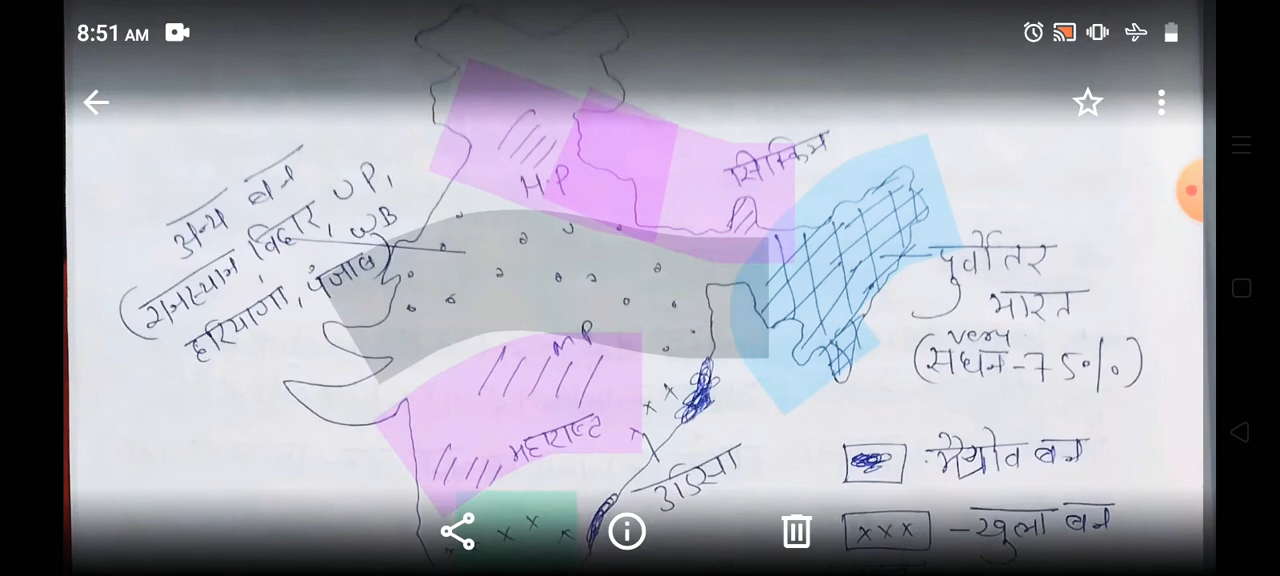 8:51 AM
सिक्किम
H.P
अन्य वन
(राजस्थान, बिहार, UP,
हरियाणा, पंजाब, WB
पुर्वोतर
भारत
very
(सघन-75%)
MP
महाराष्ट
उडिसा
मैंग्रोव वन
xxx - खुला वन